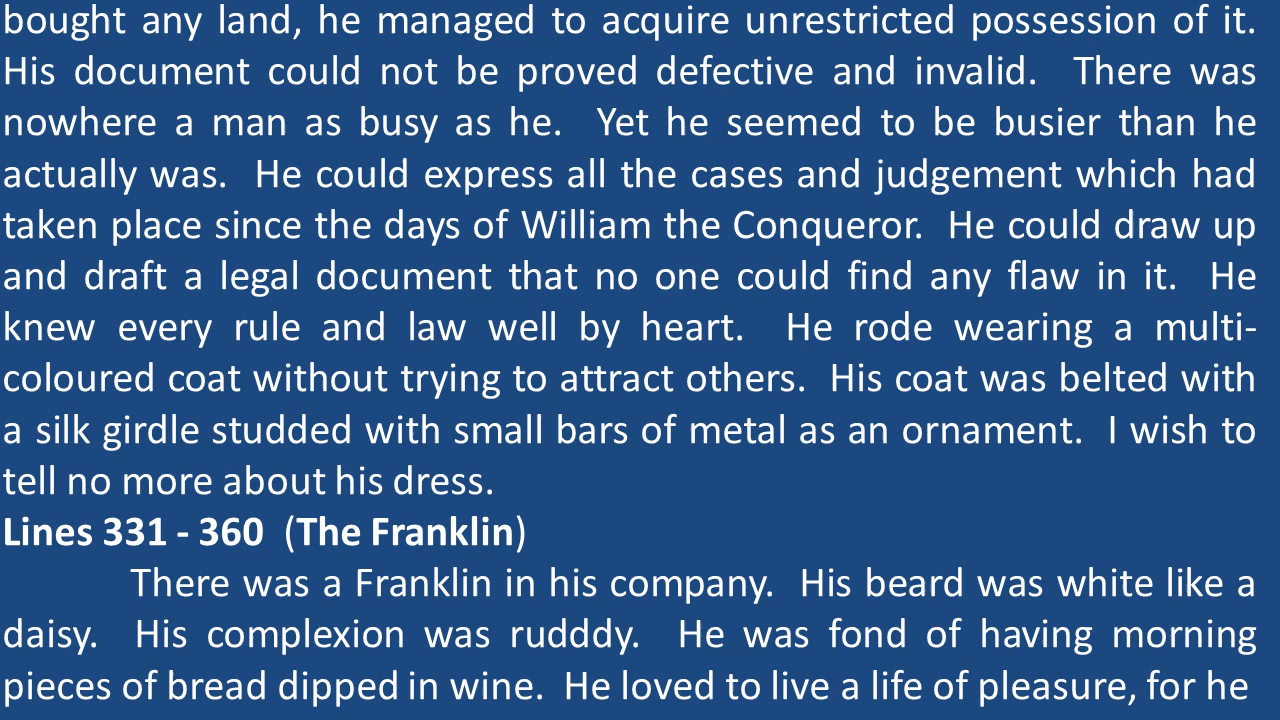 bought any land, he managed to acquire unrestricted possession of it.
His document could not be proved defective and invalid.  There was
nowhere a man as busy as he.  Yet he seemed to be busier than he
actually was.  He could express all the cases and judgement which had
taken place since the days of William the Conqueror.  He could draw up
and draft a legal document that no one could find any flaw in it.  He
knew every rule and law well by heart.  He rode wearing a multi-
coloured coat without trying to attract others.  His coat was belted with
a silk girdle studded with small bars of metal as an ornament.  I wish to
tell no more about his dress.
Lines 331 - 360  (The Franklin)
There was a Franklin in his company.  His beard was white like a
daisy.  His complexion was rudddy.  He was fond of having morning
pieces of bread dipped in wine.  He loved to live a life of pleasure, for he